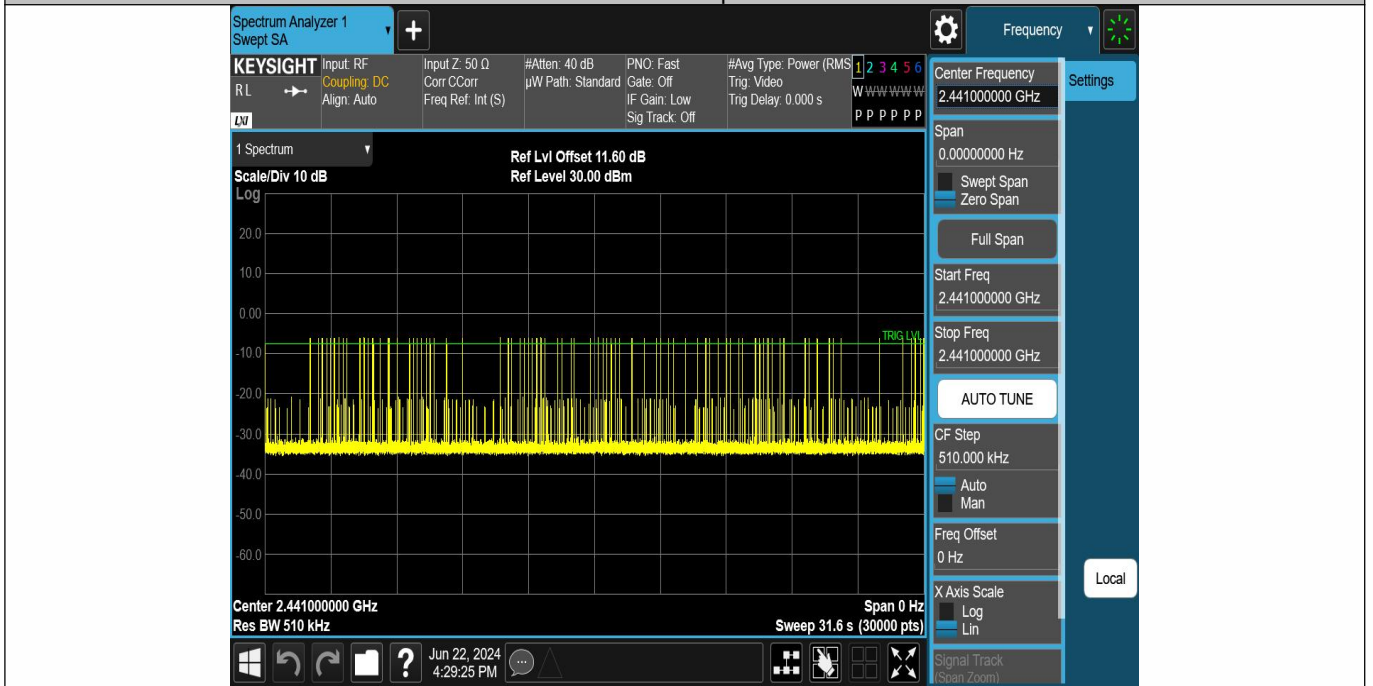 Spectrum Analyzer 1
Swept SA
+
Frequency
KEYSIGHT
RL
LXI
Input: RF
Coupling: DC
Align: Auto
Input Z: 50 Ω
Corr CCorr
Freq Ref: Int (S)
#Atten: 40 dB
µW Path: Standard
PNO: Fast
Gate: Off
IF Gain: Low
Sig Track: Off
#Avg Type: Power (RMS
Trig: Video
Trig Delay: 0.000 s
1 2 3 4 5 6
W W W W W W
P P P P P P
1 Spectrum
Scale/Div 10 dB
Ref Lvl Offset 11.60 dB
Ref Level 30.00 dBm
Log
20.0
10.0
0.00
-10.0
-20.0
-30.0
-40.0
-50.0
-60.0
TRIG LVL
Center 2.441000000 GHz
Res BW 510 kHz
Span 0 Hz
Sweep 31.6 s (30000 pts)
Center Frequency
2.441000000 GHz
Settings
Span
0.00000000 Hz
Swept Span
Zero Span
Full Span
Start Freq
2.441000000 GHz
Stop Freq
2.441000000 GHz
AUTO TUNE
CF Step
510.000 kHz
Auto
Man
Freq Offset
0 Hz
Local
X Axis Scale
Log
Lin
Signal Track
(Span Zoom)
?
Jun 22, 2024
4:29:25 PM